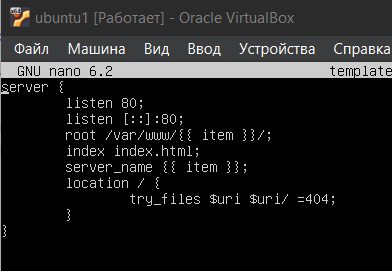 ubuntu1 [Работает] - Oracle VirtualBox
Файл Машина Вид Ввод Устройства Справка
GNU nano 6.2 template
server {
        listen 80;
        listen [::]:80;
        root /var/www/{{ item }}/;
        index index.html;
        server_name {{ item }};
        location / {
                try_files $uri $uri/ =404;
        }
}